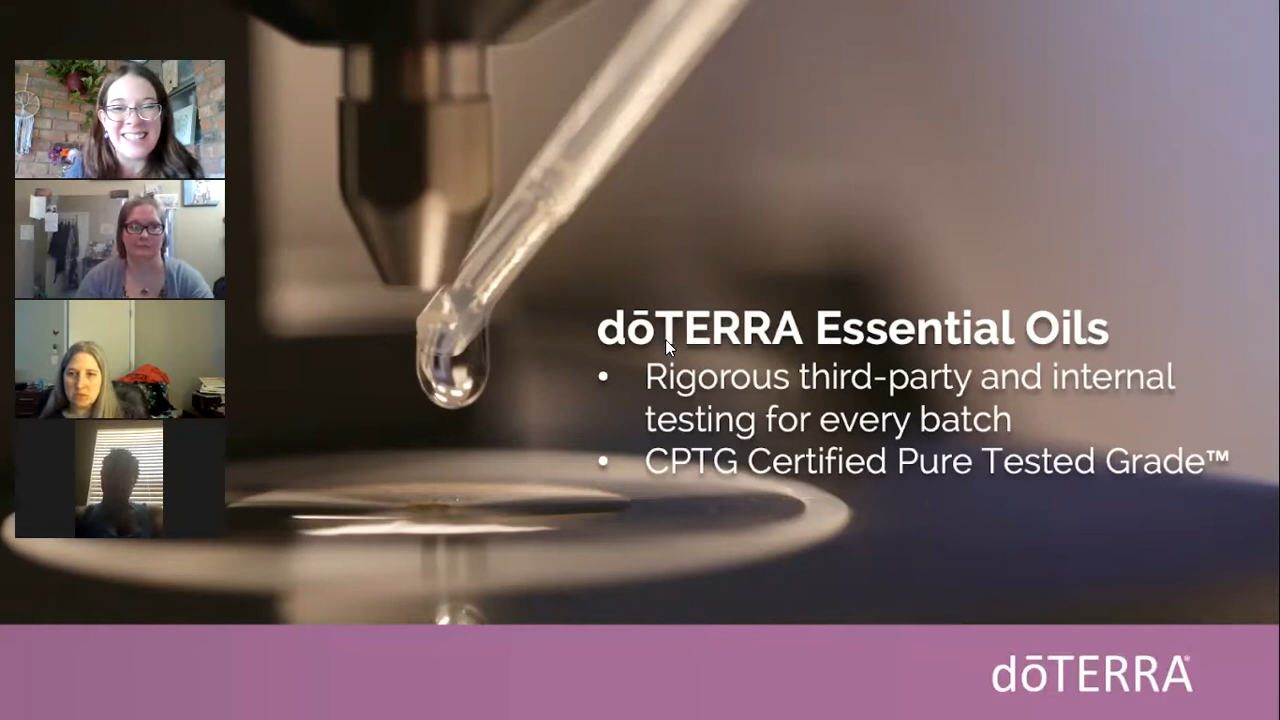 dōTERRA Essential Oils
• Rigorous third-party and internal
testing for every batch
• CPTG Certified Pure Tested Grade™
dōTERRA®